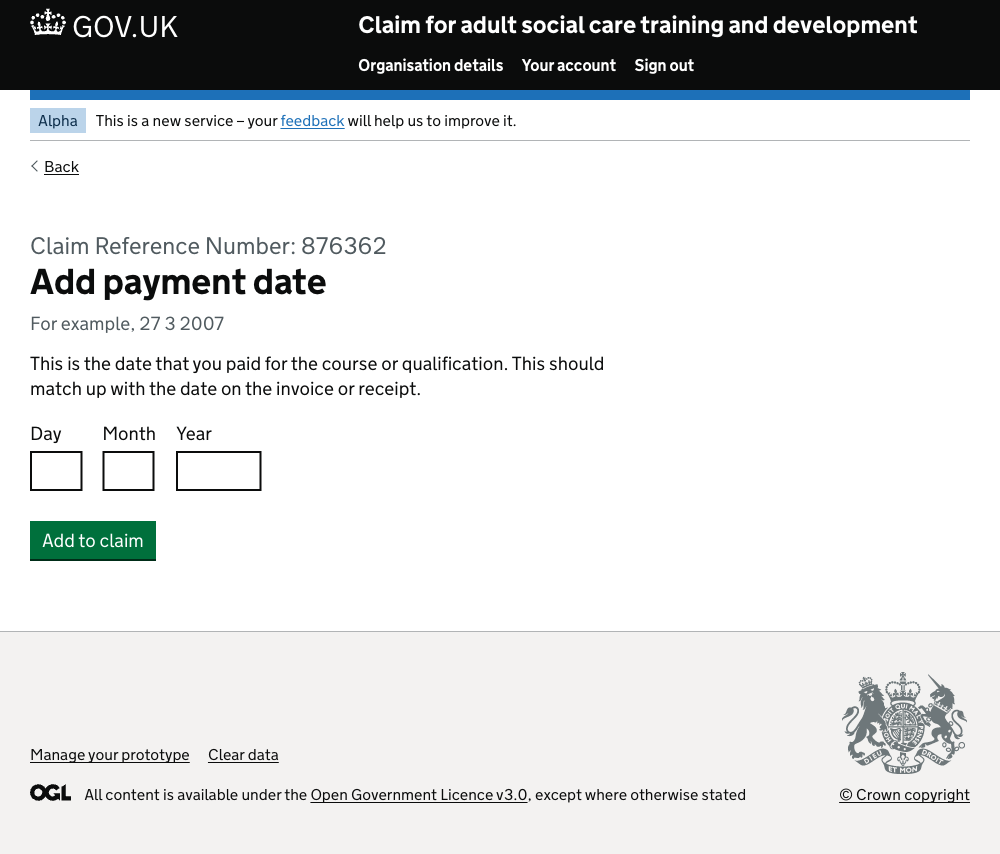 GOV.UK
Claim for adult social care training and development
Organisation details Your account Sign out
Alpha This is a new service – your feedback will help us to improve it.
Back
Claim Reference Number: 876362
Add payment date
For example, 27 3 2007
This is the date that you paid for the course or qualification. This should
match up with the date on the invoice or receipt.
Day Month Year
Add to claim
DIEU ET MON DROIT
Manage your prototype Clear data
OGL All content is available under the Open Government Licence v3.0, except where otherwise stated
© Crown copyright